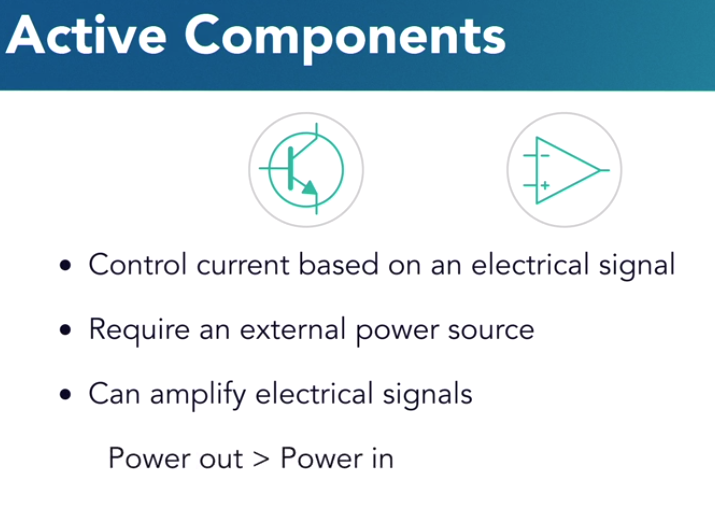 Active Components
• Control current based on an electrical signal
• Require an external power source
• Can amplify electrical signals
Power out > Power in